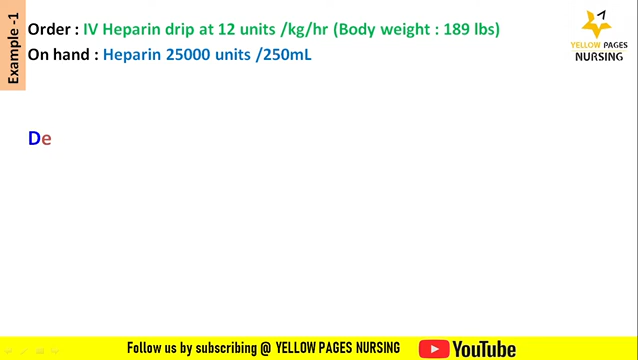 Example -1
Order : IV Heparin drip at 12 units /kg/hr (Body weight : 189 lbs)
On hand : Heparin 25000 units /250mL
YELLOW PAGES
NURSING
De
Follow us by subscribing @ YELLOW PAGES NURSING
YouTube